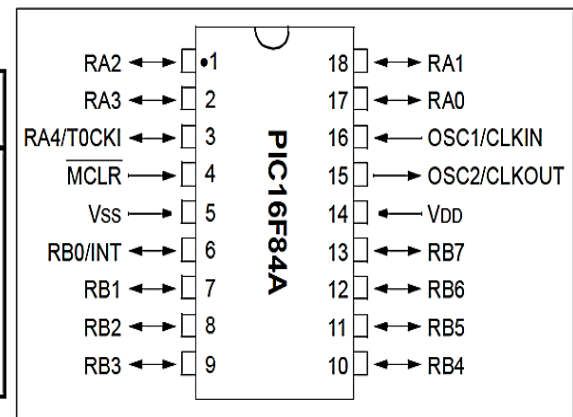 RA2 •1 18 RA1
RA3 2 17 RA0
RA4/T0CKI 3 16 OSC1/CLKIN
MCLR 4 15 OSC2/CLKOUT
Vss 5 14 VDD
RB0/INT 6 13 RB7
RB1 7 12 RB6
RB2 8 11 RB5
RB3 9 10 RB4
PIC16F84A